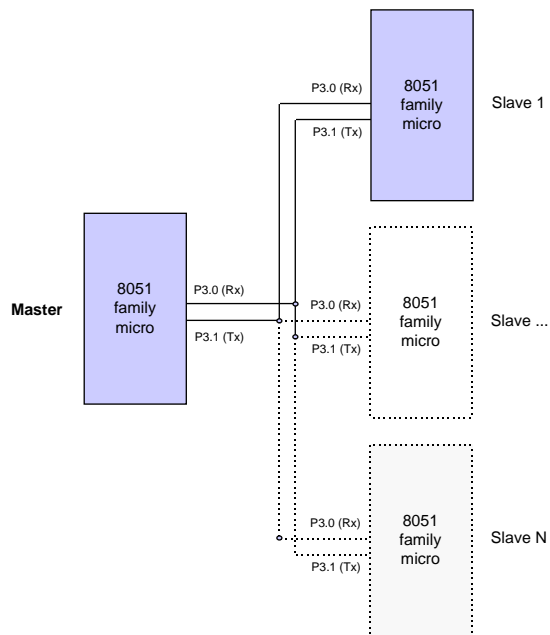 P3.0 (Rx)
P3.1 (Tx)
8051
family
micro
Slave 1
Master
8051
family
micro
P3.0 (Rx)
P3.1 (Tx)
P3.0 (Rx)
P3.1 (Tx)
8051
family
micro
Slave ...
P3.0 (Rx)
P3.1 (Tx)
8051
family
micro
Slave N